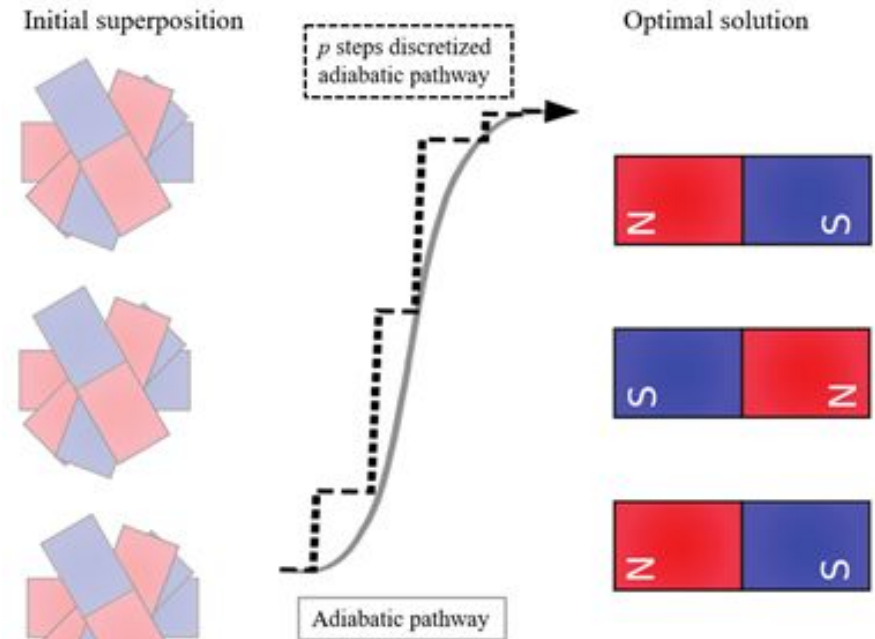 Initial superposition
p steps discretized
adiabatic pathway
Optimal solution
N S
S N
N S
Adiabatic pathway